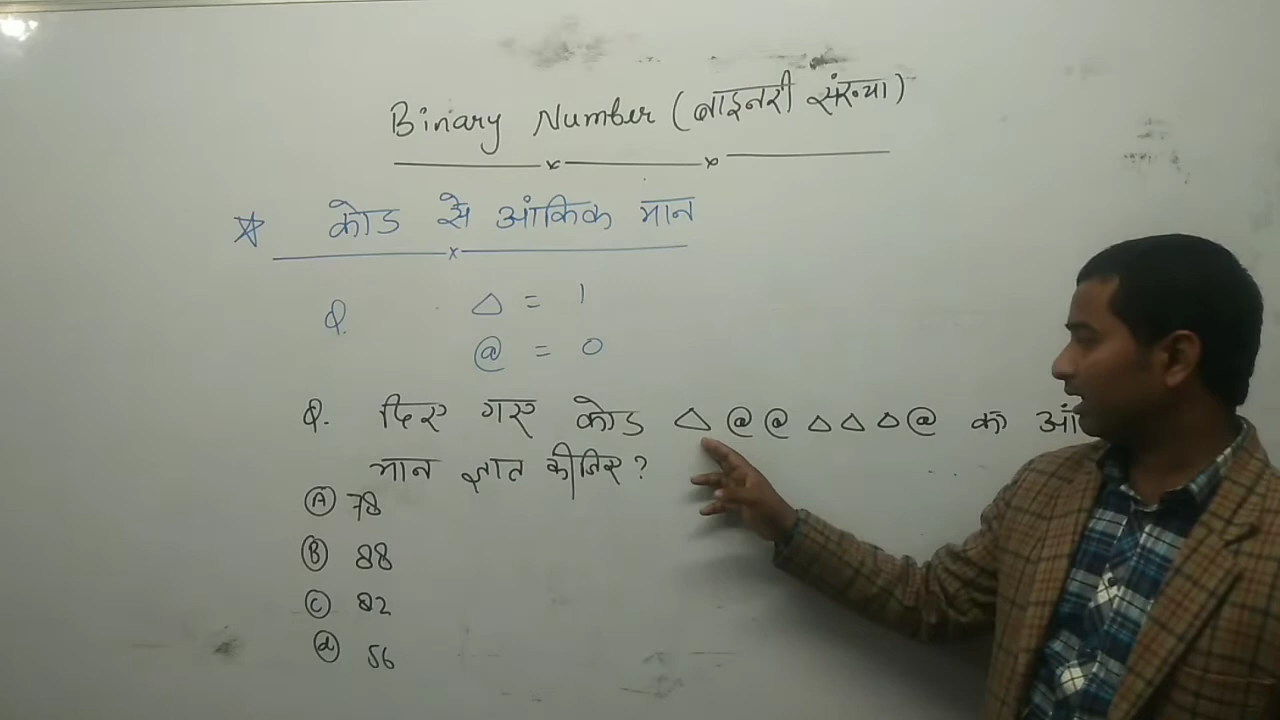 Binary Number (बाइनरी संख्या)
* कोड से आंकिक मान
Q. △ = 1
@ = 0
Q. दिए गए कोड △@@△△△@ का
मान ज्ञात कीजिए?
(A) 78
(B) 88
(C) 82
(d) 56